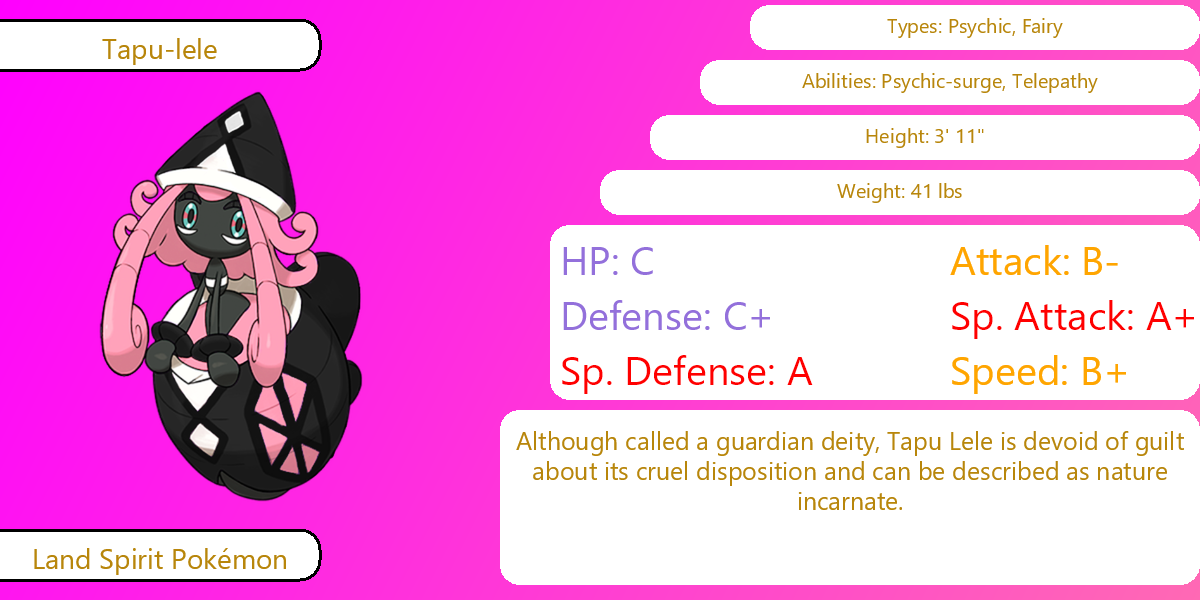 Tapu-lele
Types: Psychic, Fairy
Abilities: Psychic-surge, Telepathy
Height: 3' 11"
Weight: 41 lbs
HP: C
Attack: B-
Defense: C+
Sp. Attack: A+
Sp. Defense: A
Speed: B+
Although called a guardian deity, Tapu Lele is devoid of guilt
about its cruel disposition and can be described as nature
incarnate.
Land Spirit Pokémon